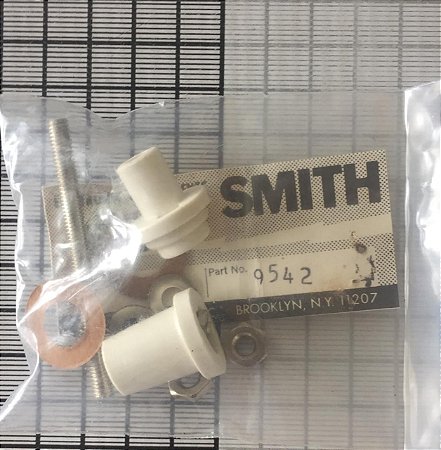 SMITH
Part No. 9542
BROOKLYN, N.Y. 11207